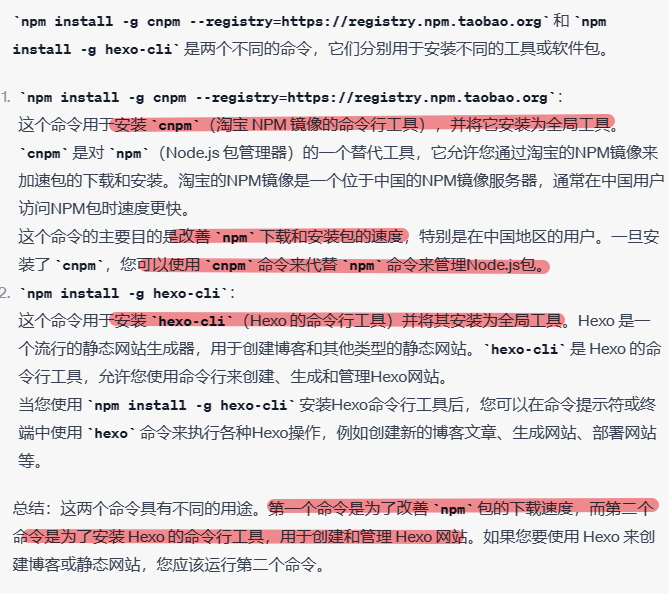 `npm install -g cnpm --registry=https://registry.npm.taobao.org` 和 `npm
install -g hexo-cli` 是两个不同的命令，它们分别用于安装不同的工具或软件包。
1. `npm install -g cnpm --registry=https://registry.npm.taobao.org`：
这个命令用于安装 `cnpm`（淘宝 NPM 镜像的命令行工具），并将它安装为全局工具。
`cnpm` 是对 `npm`（Node.js 包管理器）的一个替代工具，它允许您通过淘宝的NPM镜像来
加速包的下载和安装。淘宝的NPM镜像是一个位于中国的NPM镜像服务器，通常在中国用户
访问NPM包时速度更快。
这个命令的主要目的是改善 `npm` 下载和安装包的速度，特别是在中国地区的用户。一旦安
装了 `cnpm`，您可以使用 `cnpm` 命令来代替 `npm` 命令来管理Node.js包。
2. `npm install -g hexo-cli`：
这个命令用于安装 `hexo-cli`（Hexo 的命令行工具）并将其安装为全局工具。Hexo 是一
个流行的静态网站生成器，用于创建博客和其他类型的静态网站。`hexo-cli` 是 Hexo 的命
令行工具，允许您使用命令行来创建、生成和管理Hexo网站。
当您使用 `npm install -g hexo-cli` 安装Hexo命令行工具后，您可以在命令提示符或终
端中使用 `hexo` 命令来执行各种Hexo操作，例如创建新的博客文章、生成网站、部署网站
等。
总结：这两个命令具有不同的用途。第一个命令是为了改善 `npm` 包的下载速度，而第二个
命令是为了安装 Hexo 的命令行工具，用于创建和管理 Hexo 网站。如果您要使用 Hexo 来创
建博客或静态网站，您应该运行第二个命令。